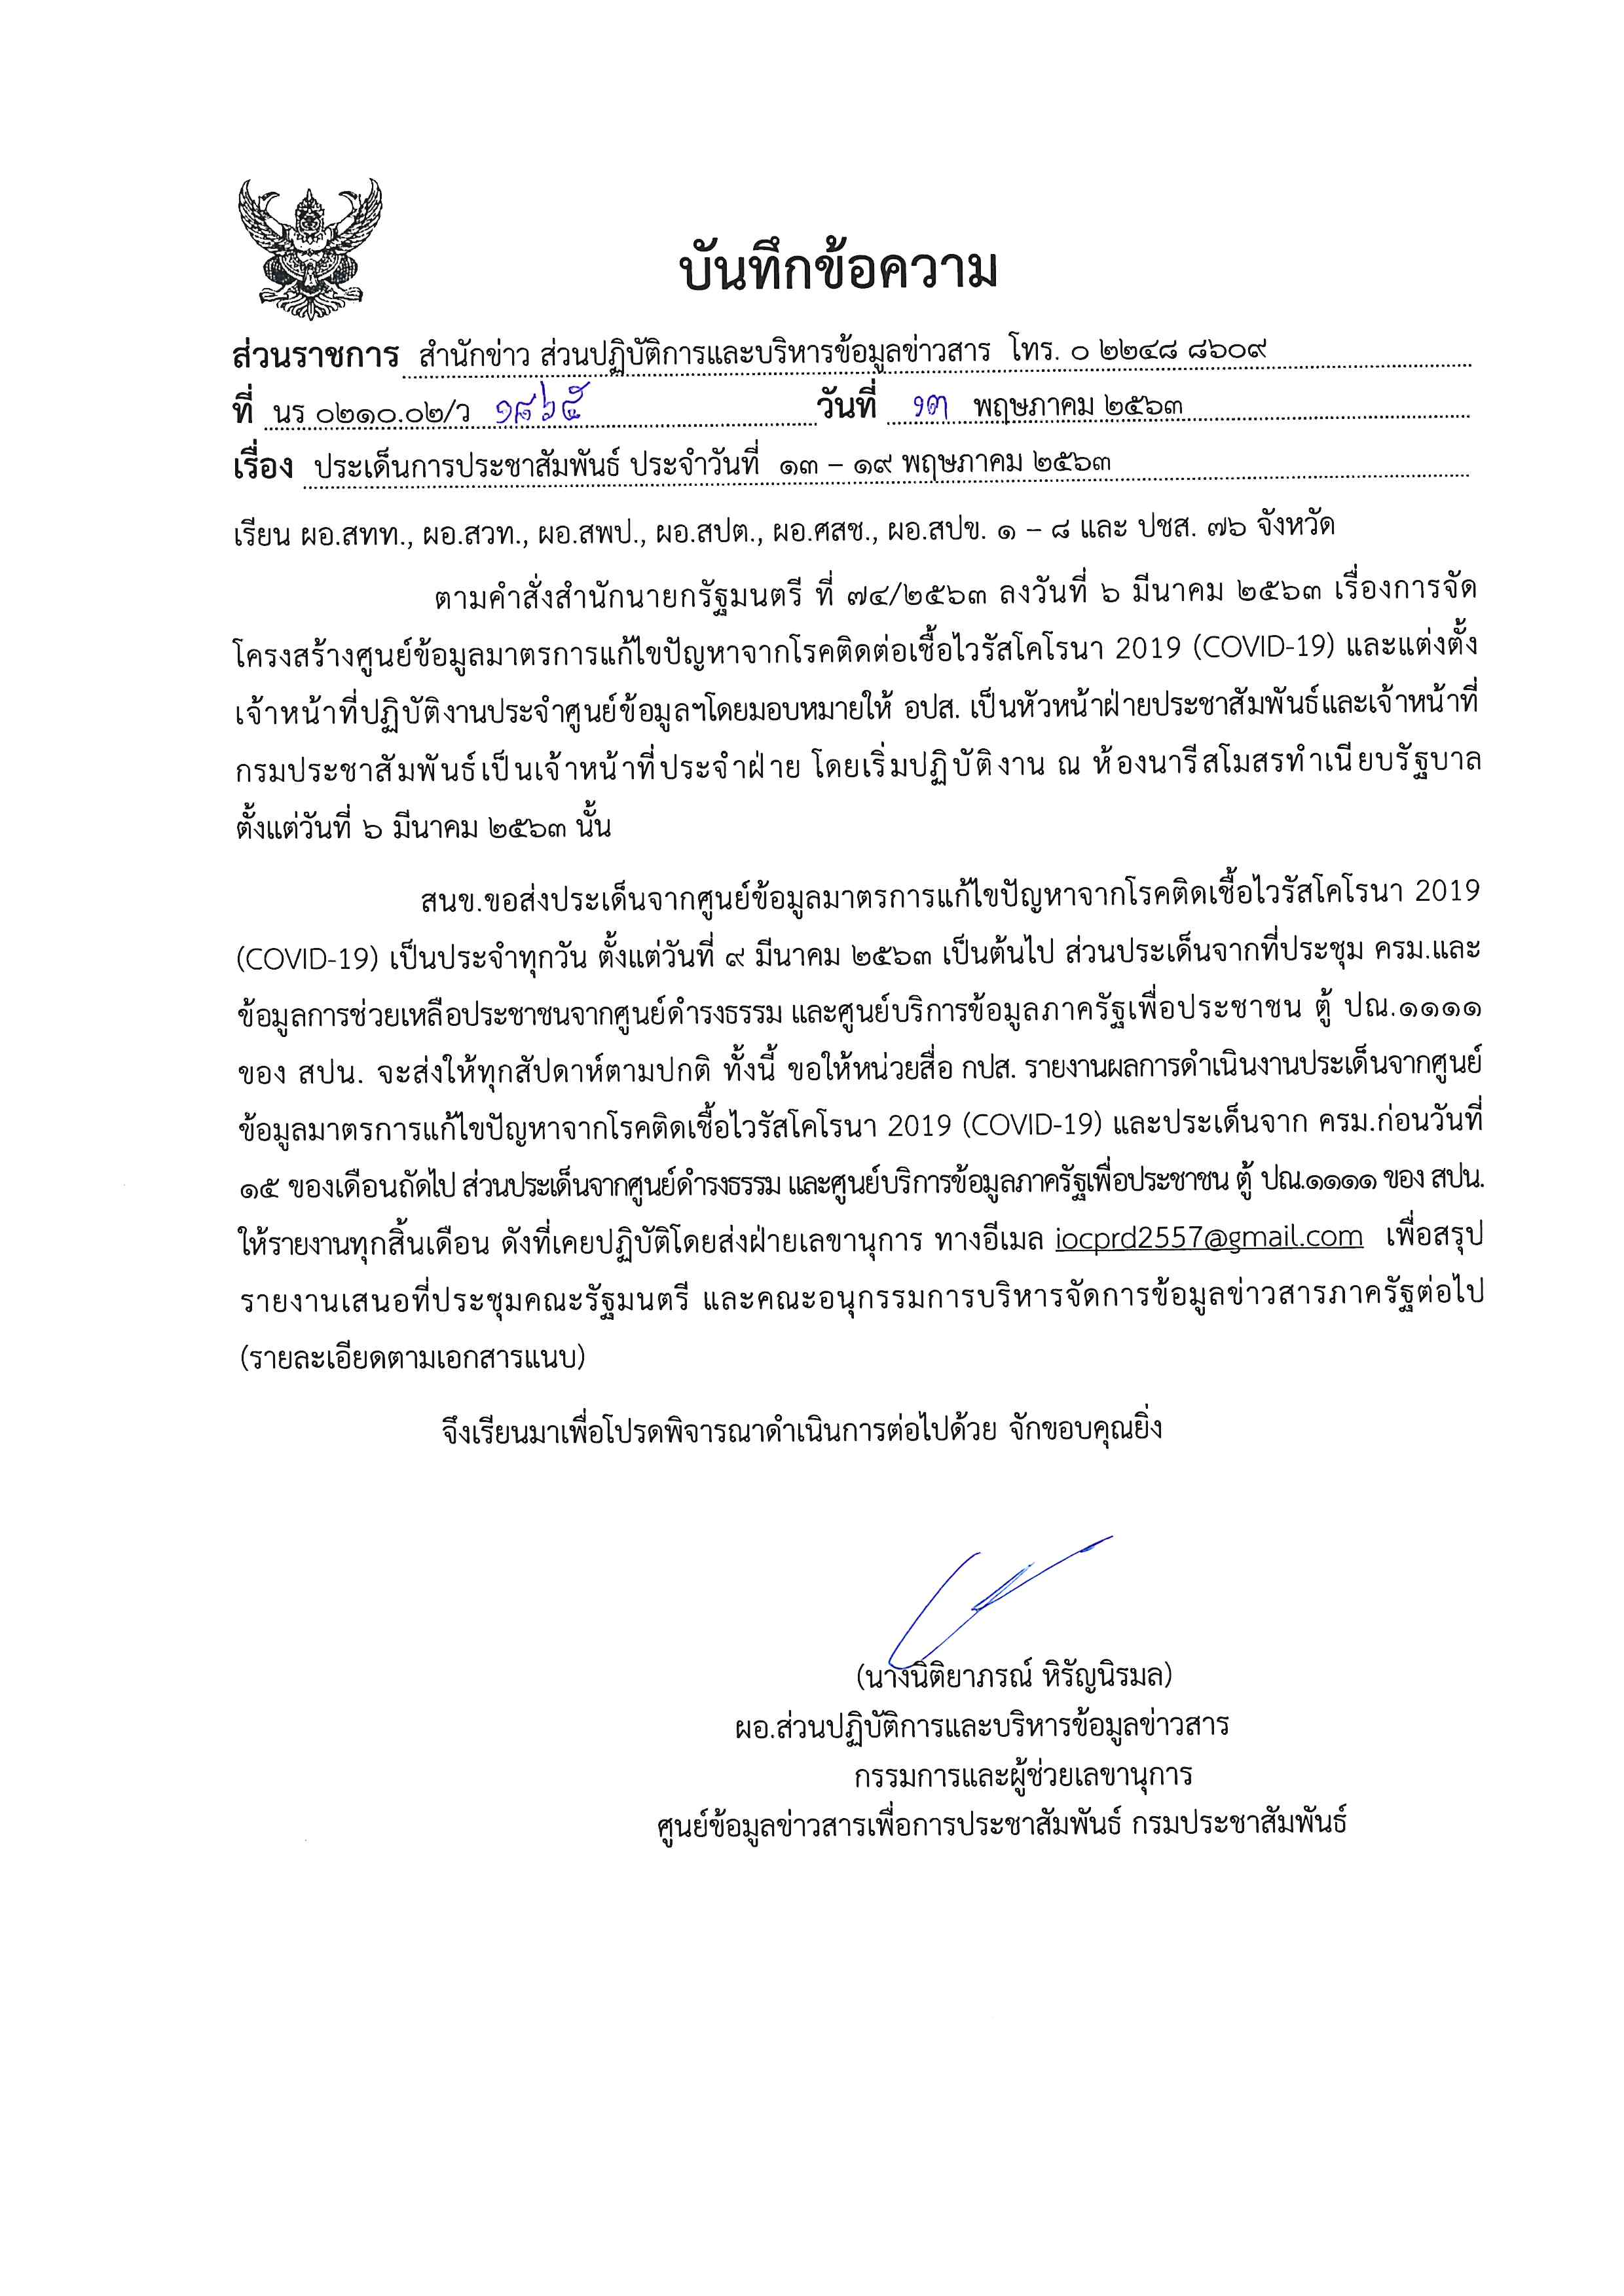 บันทึกข้อความ
ส่วนราชการ สำนักข่าว ส่วนปฏิบัติการและบริหารข้อมูลข่าวสาร โทร. ๐ ๒๒๔๘ ๘๖๐๙
ที่ นร ๐๒๑๐.๐๒/ว ๑๘๖๕ วันที่ ๑๓ พฤษภาคม ๒๕๖๓
เรื่อง ประเด็นการประชาสัมพันธ์ ประจำวันที่ ๑๓ – ๑๙ พฤษภาคม ๒๕๖๓
เรียน ผอ.สทท., ผอ.สวท., ผอ.สพป., ผอ.สปต., ผอ.ศสช., ผอ.สปข. ๑ – ๘ และ ปชส. ๗๖ จังหวัด
ตามคำสั่งสำนักนายกรัฐมนตรี ที่ ๗๔/๒๕๖๓ ลงวันที่ ๖ มีนาคม ๒๕๖๓ เรื่องการจัด
โครงสร้างศูนย์ข้อมูลมาตรการแก้ไขปัญหาจากโรคติดต่อเชื้อไวรัสโคโรนา 2019 (COVID-19) และแต่งตั้ง
เจ้าหน้าที่ปฏิบัติงานประจำศูนย์ข้อมูลฯโดยมอบหมายให้ อปส. เป็นหัวหน้าฝ่ายประชาสัมพันธ์และเจ้าหน้าที่
กรมประชาสัมพันธ์เป็นเจ้าหน้าที่ประจำฝ่าย โดยเริ่มปฏิบัติงาน ณ ห้องนารีสโมสรทำเนียบรัฐบาล
ตั้งแต่วันที่ ๖ มีนาคม ๒๕๖๓ นั้น
สนข.ขอส่งประเด็นจากศูนย์ข้อมูลมาตรการแก้ไขปัญหาจากโรคติดเชื้อไวรัสโคโรนา 2019
(COVID-19) เป็นประจำทุกวัน ตั้งแต่วันที่ ๙ มีนาคม ๒๕๖๓ เป็นต้นไป ส่วนประเด็นจากที่ประชุม ครม.และ
ข้อมูลการช่วยเหลือประชาชนจากศูนย์ดำรงธรรม และศูนย์บริการข้อมูลภาครัฐเพื่อประชาชน ตู้ ปณ.๑๑๑๑
ของ สปน. จะส่งให้ทุกสัปดาห์ตามปกติ ทั้งนี้ ขอให้หน่วยสื่อ กปส. รายงานผลการดำเนินงานประเด็นจากศูนย์
ข้อมูลมาตรการแก้ไขปัญหาจากโรคติดเชื้อไวรัสโคโรนา 2019 (COVID-19) และประเด็นจาก ครม.ก่อนวันที่
๑๕ ของเดือนถัดไป ส่วนประเด็นจากศูนย์ดำรงธรรม และศูนย์บริการข้อมูลภาครัฐเพื่อประชาชน ตู้ ปณ.๑๑๑๑ ของ สปน.
ให้รายงานทุกสิ้นเดือน ดังที่เคยปฏิบัติโดยส่งฝ่ายเลขานุการ ทางอีเมล iocprd2557@gmail.com เพื่อสรุป
รายงานเสนอที่ประชุมคณะรัฐมนตรี และคณะอนุกรรมการบริหารจัดการข้อมูลข่าวสารภาครัฐต่อไป
(รายละเอียดตามเอกสารแนบ)
จึงเรียนมาเพื่อโปรดพิจารณาดำเนินการต่อไปด้วย จักขอบคุณยิ่ง
(นางนิติยาภรณ์ หิรัญนิรมล)
ผอ.ส่วนปฏิบัติการและบริหารข้อมูลข่าวสาร
กรรมการและผู้ช่วยเลขานุการ
ศูนย์ข้อมูลข่าวสารเพื่อการประชาสัมพันธ์ กรมประชาสัมพันธ์